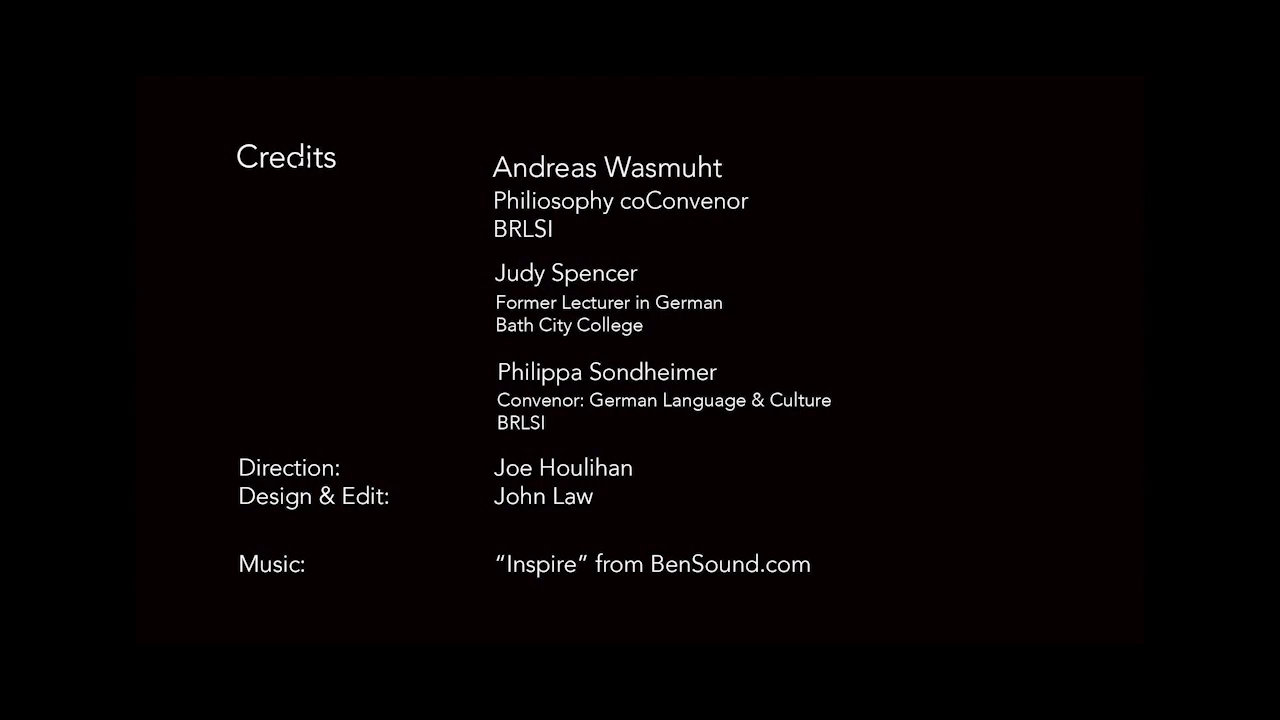 Credits
Andreas Wasmuht
Philiosophy coConvenor
BRLSI
Judy Spencer
Former Lecturer in German
Bath City College
Philippa Sondheimer
Convenor: German Language & Culture
BRLSI
Direction: Joe Houlihan
Design & Edit: John Law
Music: “Inspire” from BenSound.com